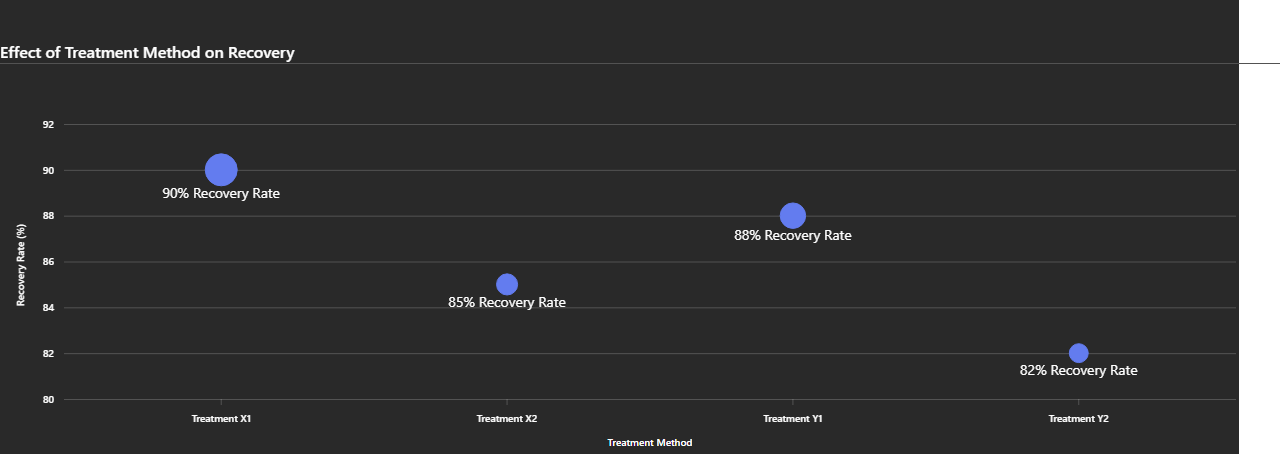 Effect of Treatment Method on Recovery
92
90
90% Recovery Rate
88
88% Recovery Rate
Recovery Rate (%)
86
85% Recovery Rate
84
82
82% Recovery Rate
80
Treatment X1 Treatment X2 Treatment Y1 Treatment Y2
Treatment Method